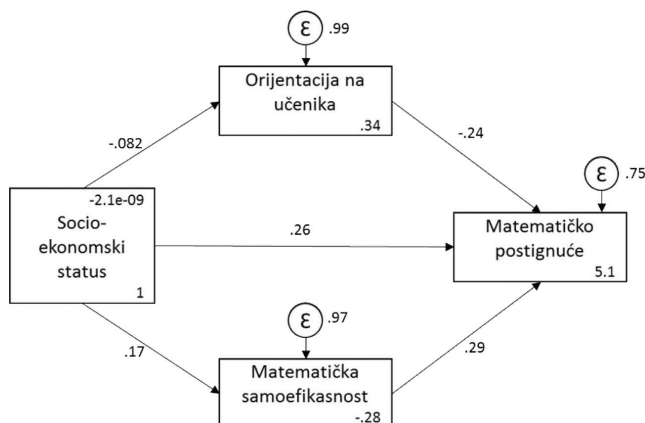 ε .99
Orijentacija na
učenika
.34
-.082
-.24
ε .75
-2.1e-09
Socio-
ekonomski
status
1
.26
Matematičko
postignuće
5.1
.17
ε .97
.29
Matematička
samoefikasnost
-.28